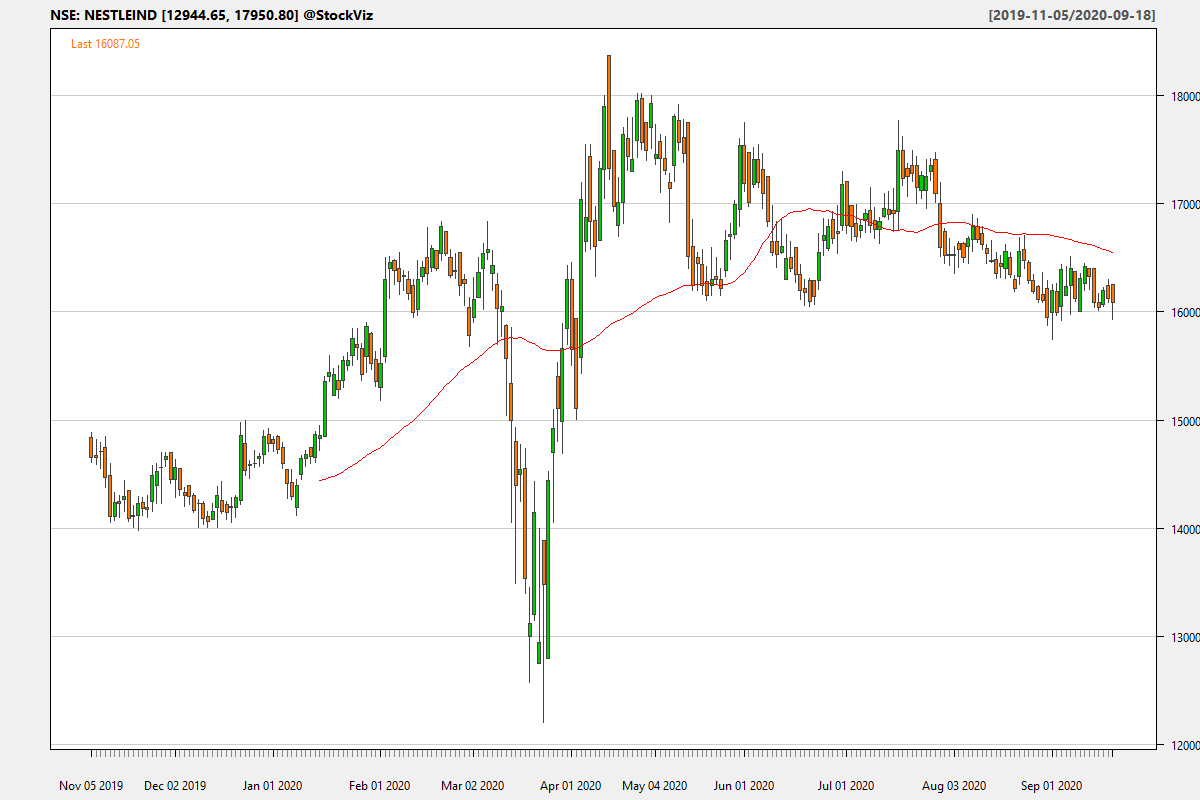 NSE: NESTLEIND [12944.65, 17950.80] @StockViz
[2019-11-05/2020-09-18]
Last 16087.05
18000
17000
16000
15000
14000
13000
12000
Nov 05 2019 Dec 02 2019 Jan 01 2020 Feb 01 2020 Mar 02 2020 Apr 01 2020 May 04 2020 Jun 01 2020 Jul 01 2020 Aug 03 2020 Sep 01 2020